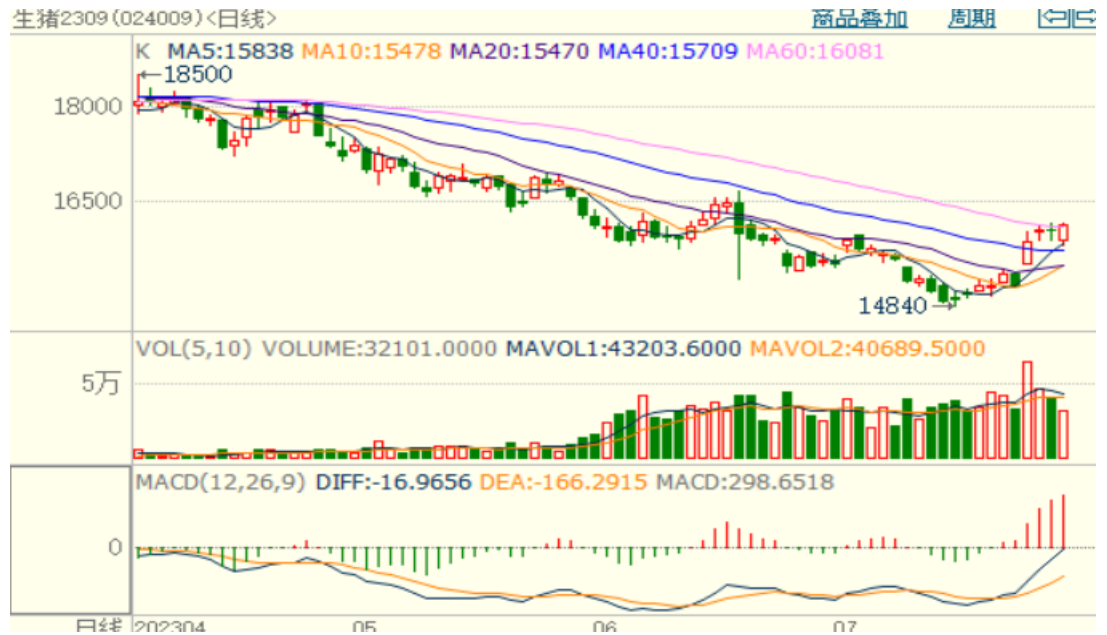 生猪2309(024009)<日线> 商品叠加 周期
K MA5:15838 MA10:15478 MA20:15470 MA40:15709 MA60:16081
←18500
18000
16500
14840→
VOL(5,10) VOLUME:32101.0000 MAVOL1:43203.6000 MAVOL2:40689.5000
5万
MACD(12,26,9) DIFF:-16.9656 DEA:-166.2915 MACD:298.6518
0
日线 202304 05 06 07